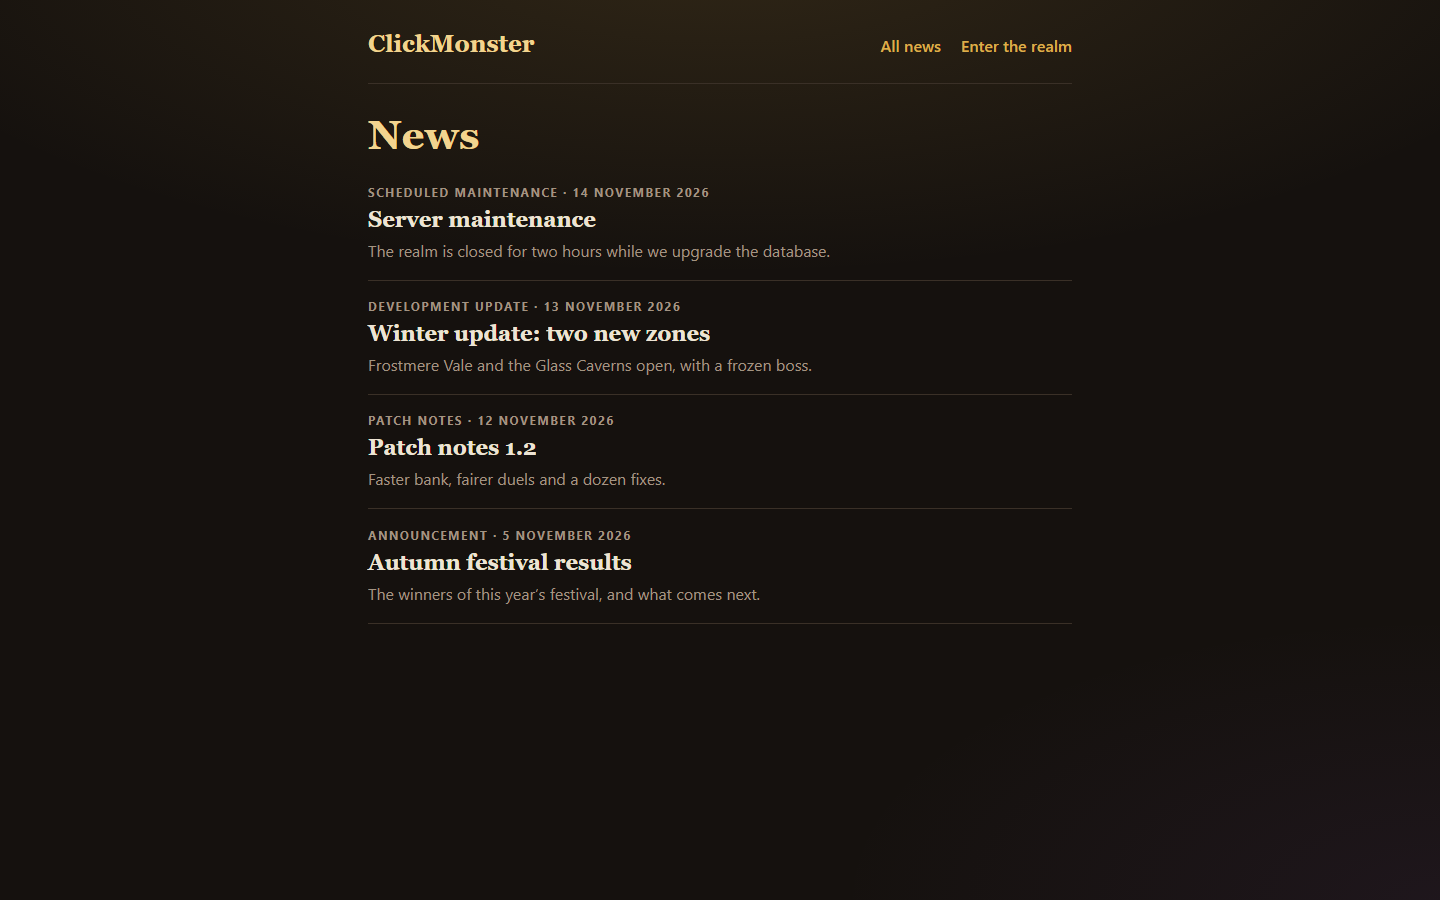 ClickMonster
All news Enter the realm
News
SCHEDULED MAINTENANCE · 14 NOVEMBER 2026
Server maintenance
The realm is closed for two hours while we upgrade the database.
DEVELOPMENT UPDATE · 13 NOVEMBER 2026
Winter update: two new zones
Frostmere Vale and the Glass Caverns open, with a frozen boss.
PATCH NOTES · 12 NOVEMBER 2026
Patch notes 1.2
Faster bank, fairer duels and a dozen fixes.
ANNOUNCEMENT · 5 NOVEMBER 2026
Autumn festival results
The winners of this year’s festival, and what comes next.